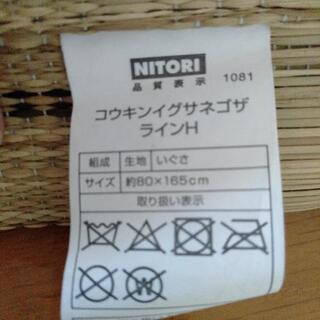 NITORI
品質表示 1081
コウキンイグサネゴザ
ラインH
組成 生地 いぐさ
サイズ 約80×165cm
取り扱い表示
W